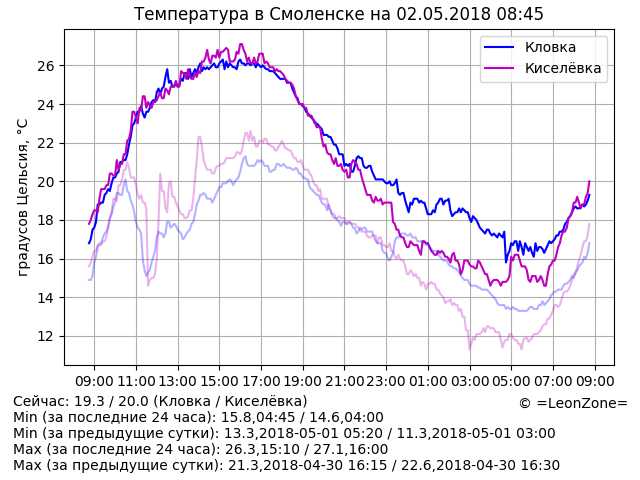 Температура в Смоленске на 02.05.2018 08:45
Кловка
Киселёвка
градусов Цельсия, °C
26
24
22
20
18
16
14
12
09:00 11:00 13:00 15:00 17:00 19:00 21:00 23:00 01:00 03:00 05:00 07:00 09:00
Сейчас: 19.3 / 20.0 (Кловка / Киселёвка)
© =LeonZone=
Min (за последние 24 часа): 15.8,04:45 / 14.6,04:00
Min (за предыдущие сутки): 13.3,2018-05-01 05:20 / 11.3,2018-05-01 03:00
Max (за последние 24 часа): 26.3,15:10 / 27.1,16:00
Max (за предыдущие сутки): 21.3,2018-04-30 16:15 / 22.6,2018-04-30 16:30